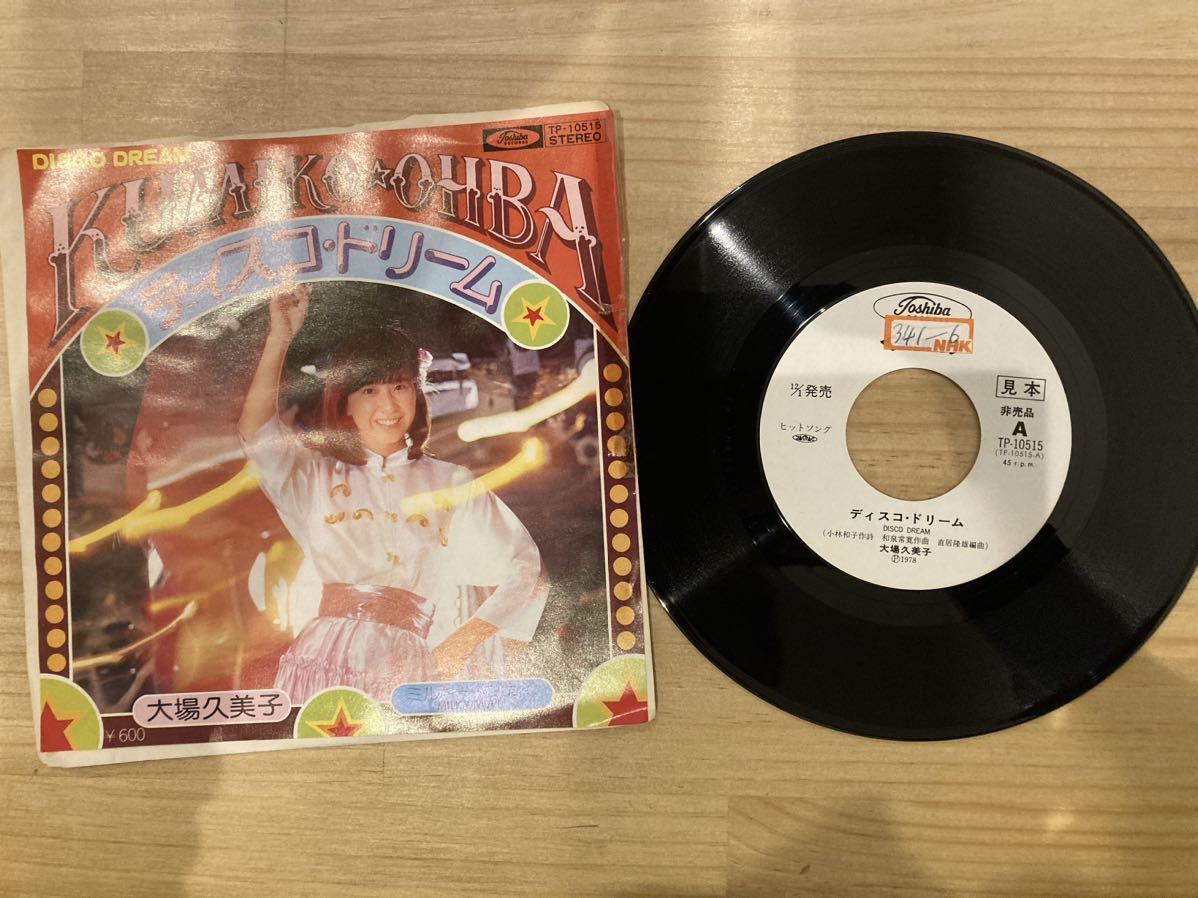 DISCO DREAM
Toshiba
RECORDS
TP-10515
STEREO
KUMIKO★OHBA
ディスコ・ドリーム
大場久美子
¥600
Toshiba
341-6
NHK
12/1発売
見本
非売品
ヒットソング
A
TP-10515
(TP-10515-A)
45 r.p.m.
ディスコ・ドリーム
DISCO DREAM
(小林和子作詩 和泉常寛作曲 直居隆雄編曲)
大場久美子
Ⓟ1978